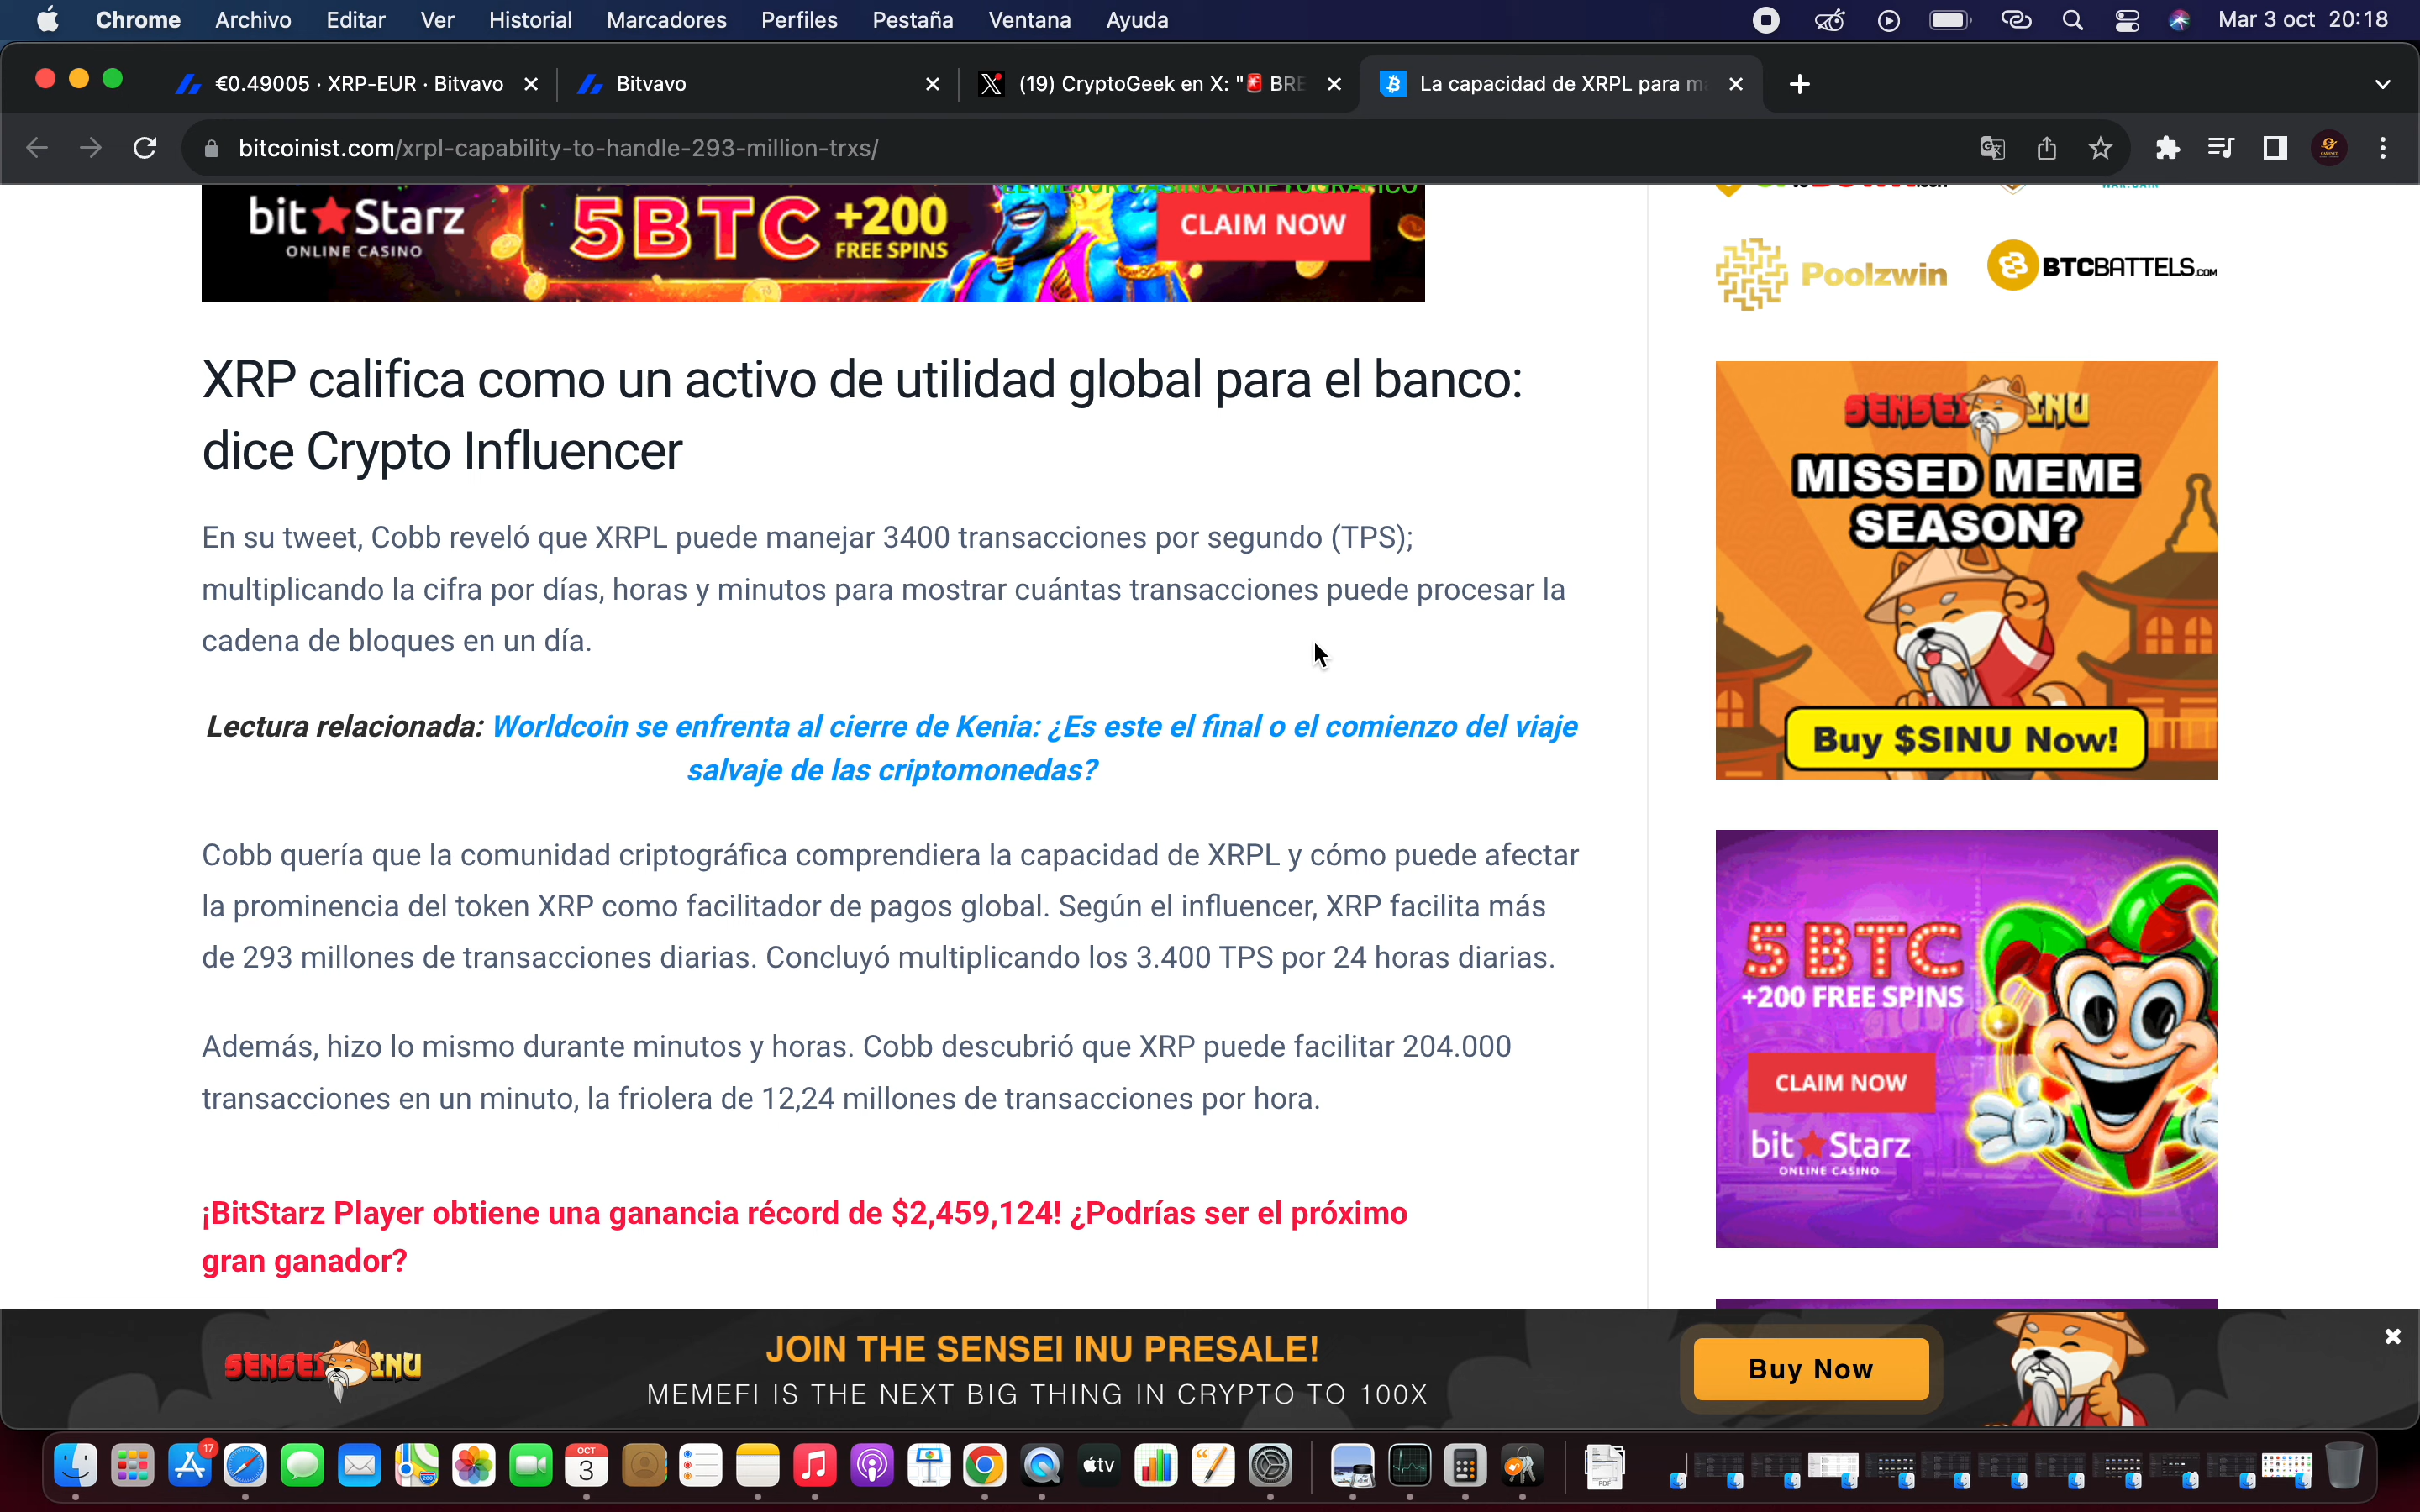 Chrome Archivo Editar Ver Historial Marcadores Perfiles Pestaña Ventana Ayuda
Mar 3 oct 20:18
€0.49005 · XRP-EUR · Bitvavo
Bitvavo
(19) CryptoGeek en X: "🚨 BRE
La capacidad de XRPL para m
bitcoinist.com/xrpl-capability-to-handle-293-million-trxs/
EL MEJOR CASINO CRIPTOGRÁFICO
bit★Starz
ONLINE CASINO
5BTC +200
FREE SPINS
CLAIM NOW
Poolzwin
BTCBATTELS.COM
XRP califica como un activo de utilidad global para el banco:
dice Crypto Influencer
En su tweet, Cobb reveló que XRPL puede manejar 3400 transacciones por segundo (TPS);
multiplicando la cifra por días, horas y minutos para mostrar cuántas transacciones puede procesar la
cadena de bloques en un día.
Lectura relacionada: Worldcoin se enfrenta al cierre de Kenia: ¿Es este el final o el comienzo del viaje
salvaje de las criptomonedas?
Cobb quería que la comunidad criptográfica comprendiera la capacidad de XRPL y cómo puede afectar
la prominencia del token XRP como facilitador de pagos global. Según el influencer, XRP facilita más
de 293 millones de transacciones diarias. Concluyó multiplicando los 3.400 TPS por 24 horas diarias.
Además, hizo lo mismo durante minutos y horas. Cobb descubrió que XRP puede facilitar 204.000
transacciones en un minuto, la friolera de 12,24 millones de transacciones por hora.
¡BitStarz Player obtiene una ganancia récord de $2,459,124! ¿Podrías ser el próximo
gran ganador?
SENSEI INU
MISSED MEME
SEASON?
Buy $SINU Now!
5 BTC
+200 FREE SPINS
CLAIM NOW
bit★Starz
ONLINE CASINO
SENSEI INU
JOIN THE SENSEI INU PRESALE!
MEMEFI IS THE NEXT BIG THING IN CRYPTO TO 100X
Buy Now
17
OCT
3
tv
PDF